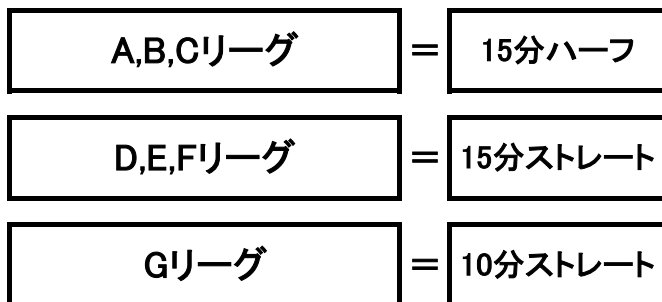 A,B,Cリーグ = 15分ハーフ
D,E,Fリーグ = 15分ストレート
Gリーグ = 10分ストレート